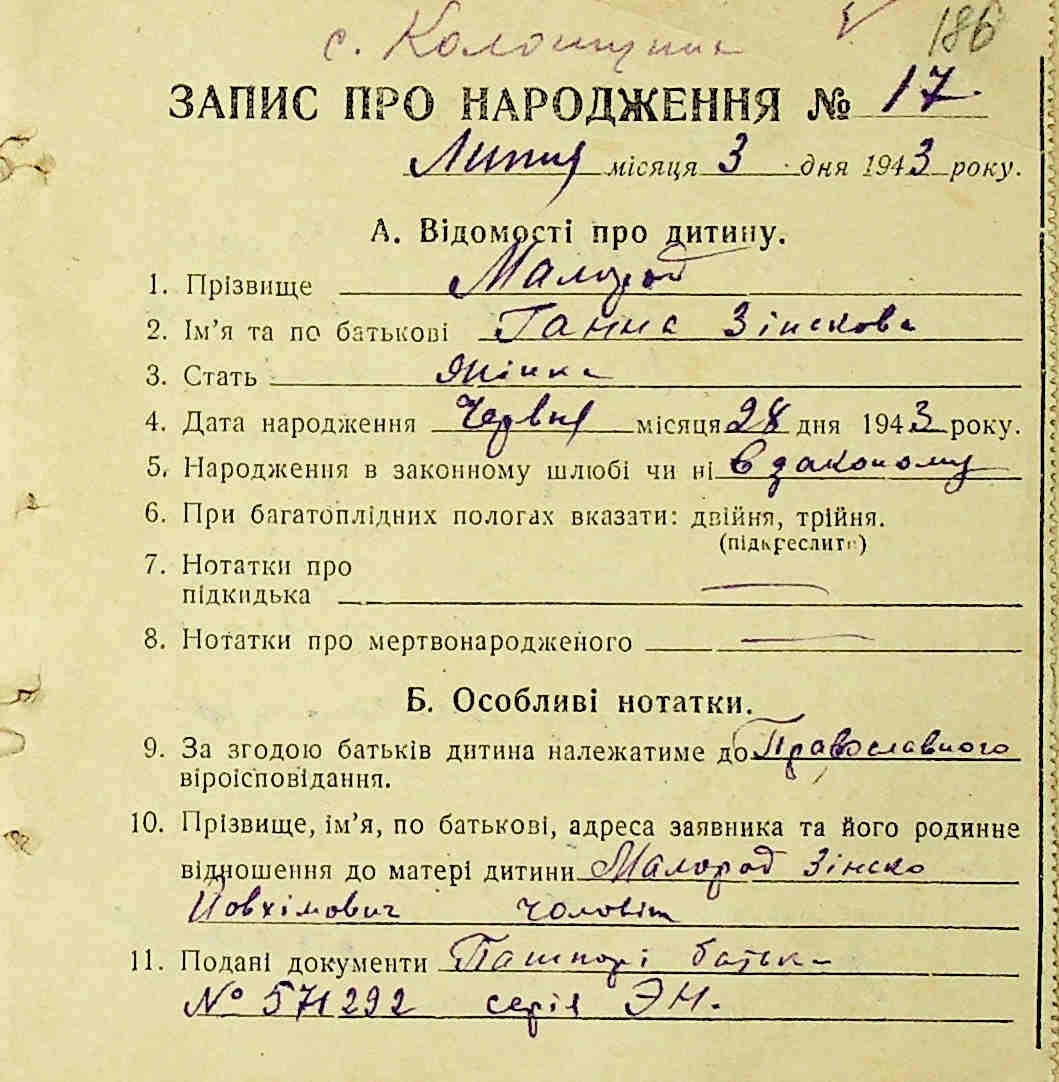 с. Колощина 186
ЗАПИС ПРО НАРОДЖЕННЯ № 17.
Липня місяця 3 дня 1943 року.
А. Відомості про дитину.
1. Прізвище Малород
2. Ім’я та по батькові Ганна Зінскова
3. Стать Жінка
4. Дата народження Червня місяця 28 дня 1943 року.
5. Народження в законному шлюбі чи ні в законому
6. При багатоплідних пологах вказати: двійня, трійня.
(підкреслити)
7. Нотатки про
підкидька
8. Нотатки про мертвонародженого
Б. Особливі нотатки.
9. За згодою батьків дитина належатиме до Православного
віроісповідання.
10. Прізвище, ім’я, по батькові, адреса заявника та його родинне
відношення до матері дитини Малород Зінско
Йовхімович чоловік
11. Подані документи Пашпорт батька
№ 571292 серія ЭН.